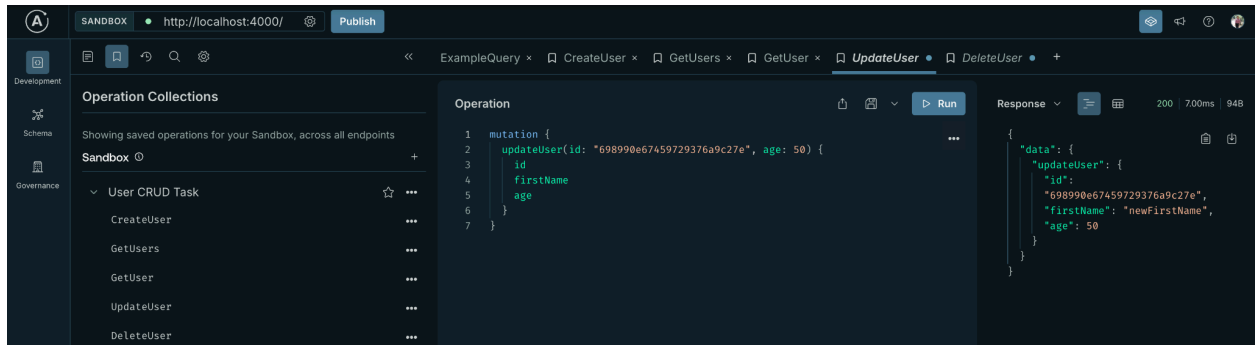 SANDBOX http://localhost:4000/ Publish
Development
Schema
Governance
Operation Collections
Showing saved operations for your Sandbox, across all endpoints
Sandbox
User CRUD Task
CreateUser
GetUsers
GetUser
UpdateUser
DeleteUser
ExampleQuery × CreateUser × GetUsers × GetUser × UpdateUser DeleteUser +
Operation Run
1 mutation {
2 updateUser(id: "698990e67459729376a9c27e", age: 50) {
3 id
4 firstName
5 age
6 }
7 }
Response 200 7.00ms 94B
{
"data": {
"updateUser": {
"id":
"698990e67459729376a9c27e",
"firstName": "newFirstName",
"age": 50
}
}
}